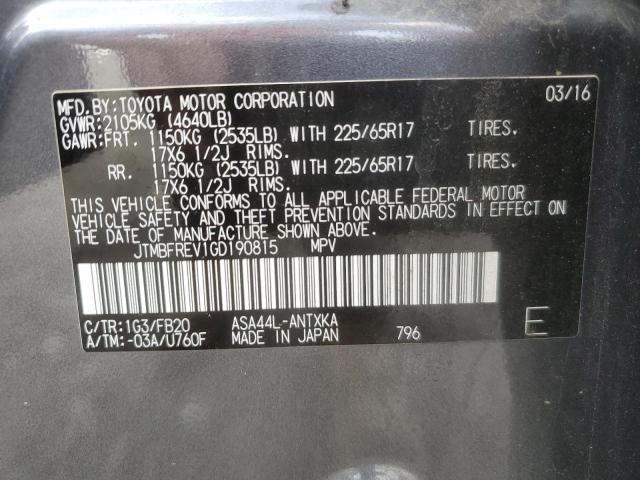 MFD.BY:TOYOTA MOTOR CORPORATION 03/16
GVWR:2105KG (4640LB)
GAWR:FRT. 1150KG (2535LB) WITH 225/65R17 TIRES.
17X6 1/2J RIMS.
RR. 1150KG (2535LB) WITH 225/65R17 TIRES.
17X6 1/2J RIMS.
THIS VEHICLE CONFORMS TO ALL APPLICABLE FEDERAL MOTOR
VEHICLE SAFETY AND THEFT PREVENTION STANDARDS IN EFFECT ON
THE DATE OF MANUFACTURE SHOWN ABOVE.
JTMBFREV1GD190815 MPV
C/TR:1G3/FB20 ASA44L-ANTXKA E
A/TM:-03A/U760F MADE IN JAPAN 796